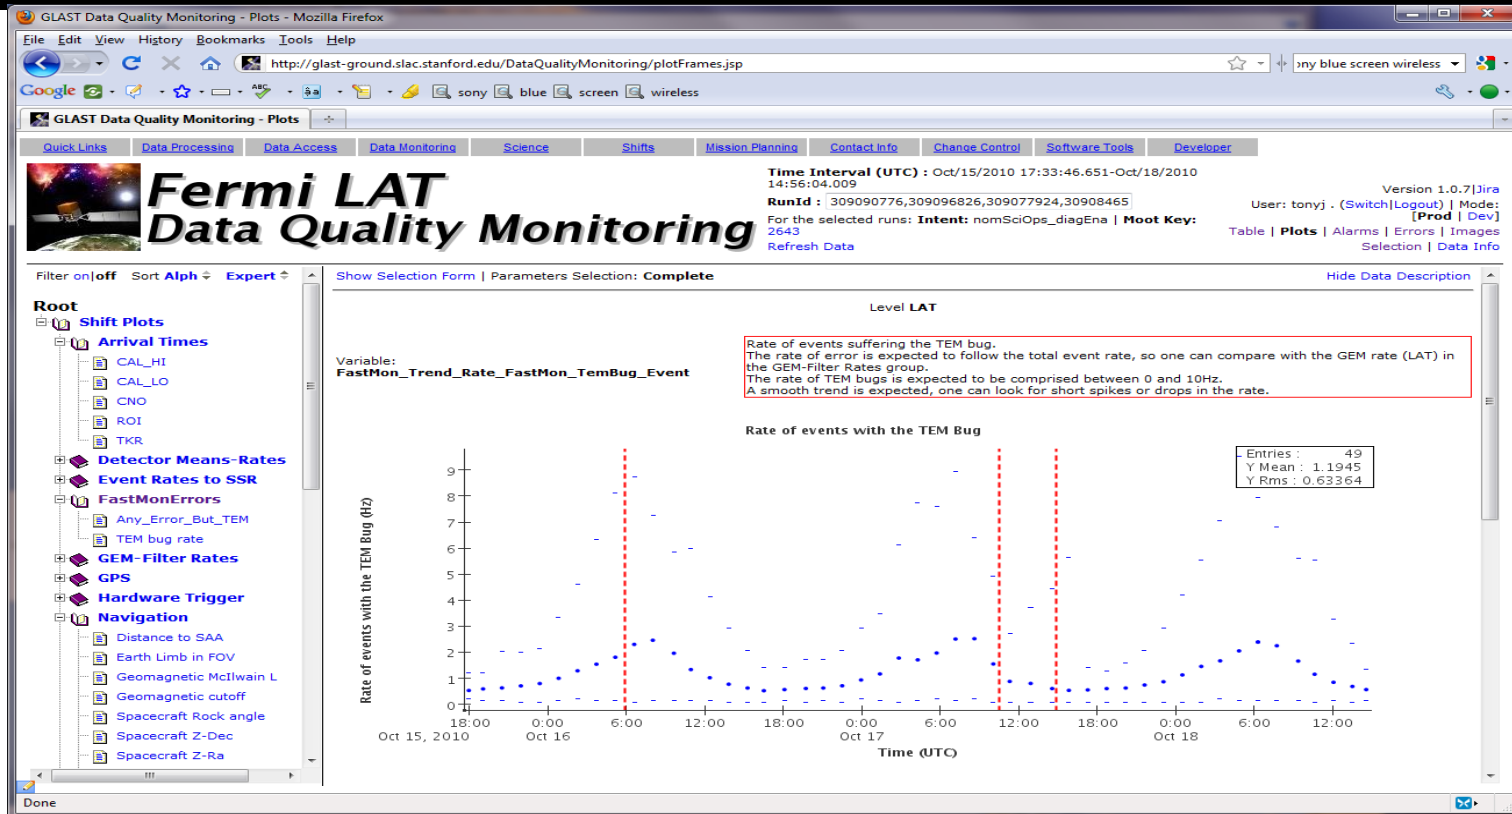 GLAST Data Quality Monitoring - Plots - Mozilla Firefox
File Edit View History Bookmarks Tools Help
http://glast-ground.slac.stanford.edu/DataQualityMonitoring/plotFrames.jsp
ony blue screen wireless
Google sony blue screen wireless
GLAST Data Quality Monitoring - Plots
Quick Links Data Processing Data Access Data Monitoring Science Shifts Mission Planning Contact Info Change Control Software Tools Developer
Fermi LAT
Data Quality Monitoring
Time Interval (UTC) : Oct/15/2010 17:33:46.651-Oct/18/2010
14:56:04.009
RunId : 309090776,309096826,309077924,30908465
For the selected runs: Intent: nomSciOps_diagEna | Moot Key:
2643
Refresh Data
Version 1.0.7|Jira
User: tonyj . (Switch|Logout) | Mode:
[Prod | Dev]
Table | Plots | Alarms | Errors | Images
Selection | Data Info
Filter on|off Sort Alph Expert
Root
Shift Plots
Arrival Times
CAL_HI
CAL_LO
CNO
ROI
TKR
Detector Means-Rates
Event Rates to SSR
FastMonErrors
Any_Error_But_TEM
TEM bug rate
GEM-Filter Rates
GPS
Hardware Trigger
Navigation
Distance to SAA
Earth Limb in FOV
Geomagnetic McIlwain L
Geomagnetic cutoff
Spacecraft Rock angle
Spacecraft Z-Dec
Spacecraft Z-Ra
Show Selection Form | Parameters Selection: Complete
Hide Data Description
Level LAT
Variable:
FastMon_Trend_Rate_FastMon_TemBug_Event
Rate of events suffering the TEM bug.
The rate of error is expected to follow the total event rate, so one can compare with the GEM rate (LAT) in
the GEM-Filter Rates group.
The rate of TEM bugs is expected to be comprised between 0 and 10Hz.
A smooth trend is expected, one can look for short spikes or drops in the rate.
Rate of events with the TEM Bug
Entries : 49
Y Mean : 1.1945
Y Rms : 0.63364
Rate of events with the TEM Bug (Hz)
9
8
7
6
5
4
3
2
1
0
18:00 0:00 6:00 12:00 18:00 0:00 6:00 12:00 18:00 0:00 6:00 12:00
Oct 15, 2010 Oct 16 Oct 17 Oct 18
Time (UTC)
Done